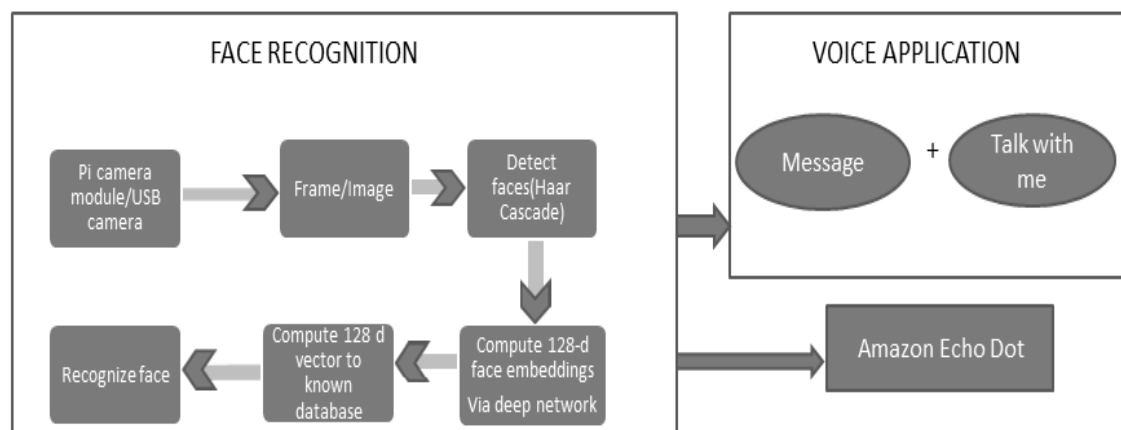 FACE RECOGNITION
Pi camera
module/USB
camera
Frame/Image
Detect
faces(Haar
Cascade)
Compute 128-d
face embeddings
Via deep network
Compute 128 d
vector to
known
database
Recognize face
VOICE APPLICATION
Message
+
Talk with
me
Amazon Echo Dot